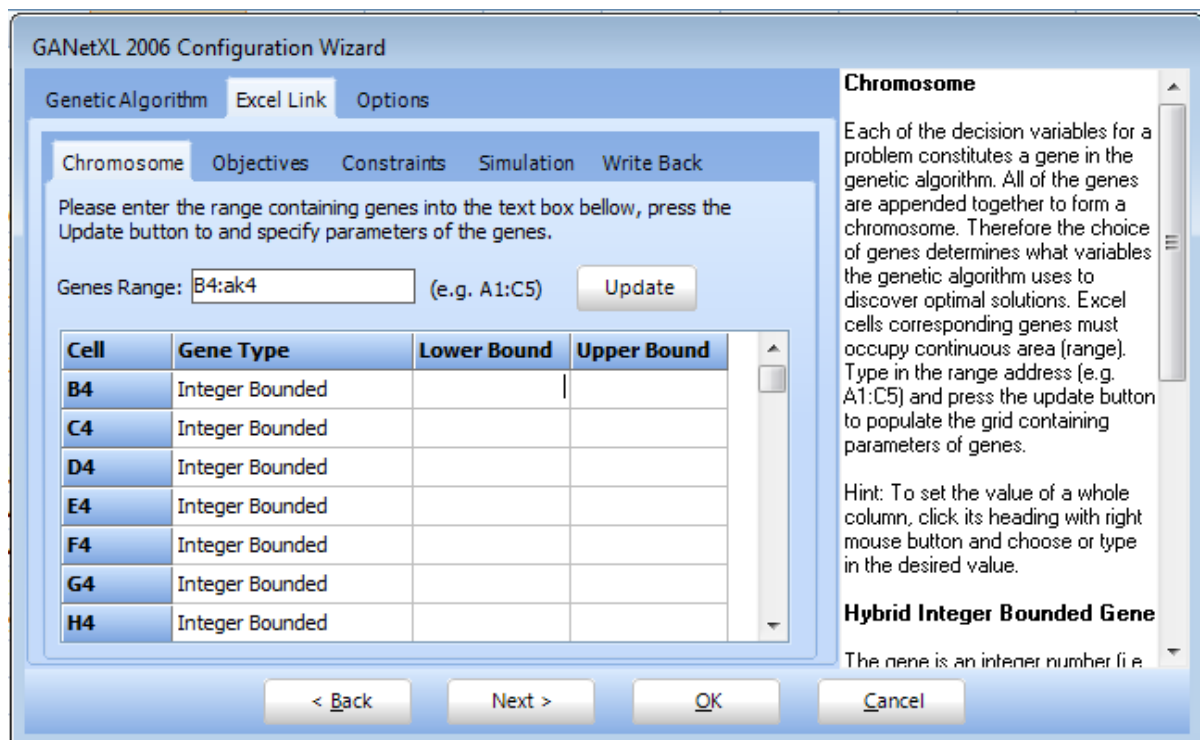 GANetXL 2006 Configuration Wizard
Genetic Algorithm Excel Link Options
Chromosome Objectives Constraints Simulation Write Back
Please enter the range containing genes into the text box bellow, press the
Update button to and specify parameters of the genes.
Genes Range: B4:ak4 (e.g. A1:C5) Update
Cell Gene Type Lower Bound Upper Bound
B4 Integer Bounded
C4 Integer Bounded
D4 Integer Bounded
E4 Integer Bounded
F4 Integer Bounded
G4 Integer Bounded
H4 Integer Bounded
Chromosome
Each of the decision variables for a
problem constitutes a gene in the
genetic algorithm. All of the genes
are appended together to form a
chromosome. Therefore the choice
of genes determines what variables
the genetic algorithm uses to
discover optimal solutions. Excel
cells corresponding genes must
occupy continuous area (range).
Type in the range address (e.g.
A1:C5) and press the update button
to populate the grid containing
parameters of genes.
Hint: To set the value of a whole
column, click its heading with right
mouse button and choose or type
in the desired value.
Hybrid Integer Bounded Gene
The gene is an integer number (i.e.
< Back Next > OK Cancel